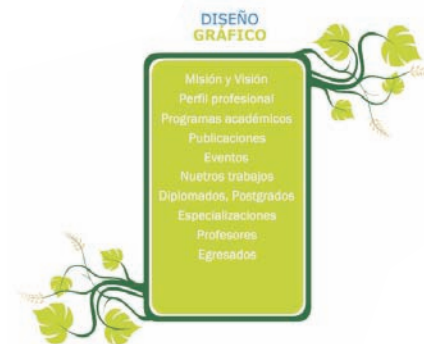 DISEÑO
GRÁFICO
Misión y Visión
Perfil profesional
Programas académicos
Publicaciones
Eventos
Nuetros trabajos
Diplomados, Postgrados
Especializaciones
Profesores
Egresados